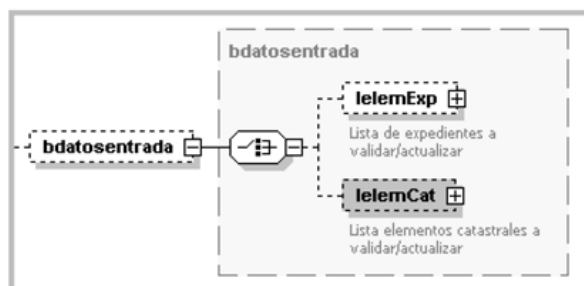 bdatosentrada
lelemExp
Lista de expedientes a
validar/actualizar
bdatosentrada
lelemCat
Lista elementos catastrales a
validar/actualizar